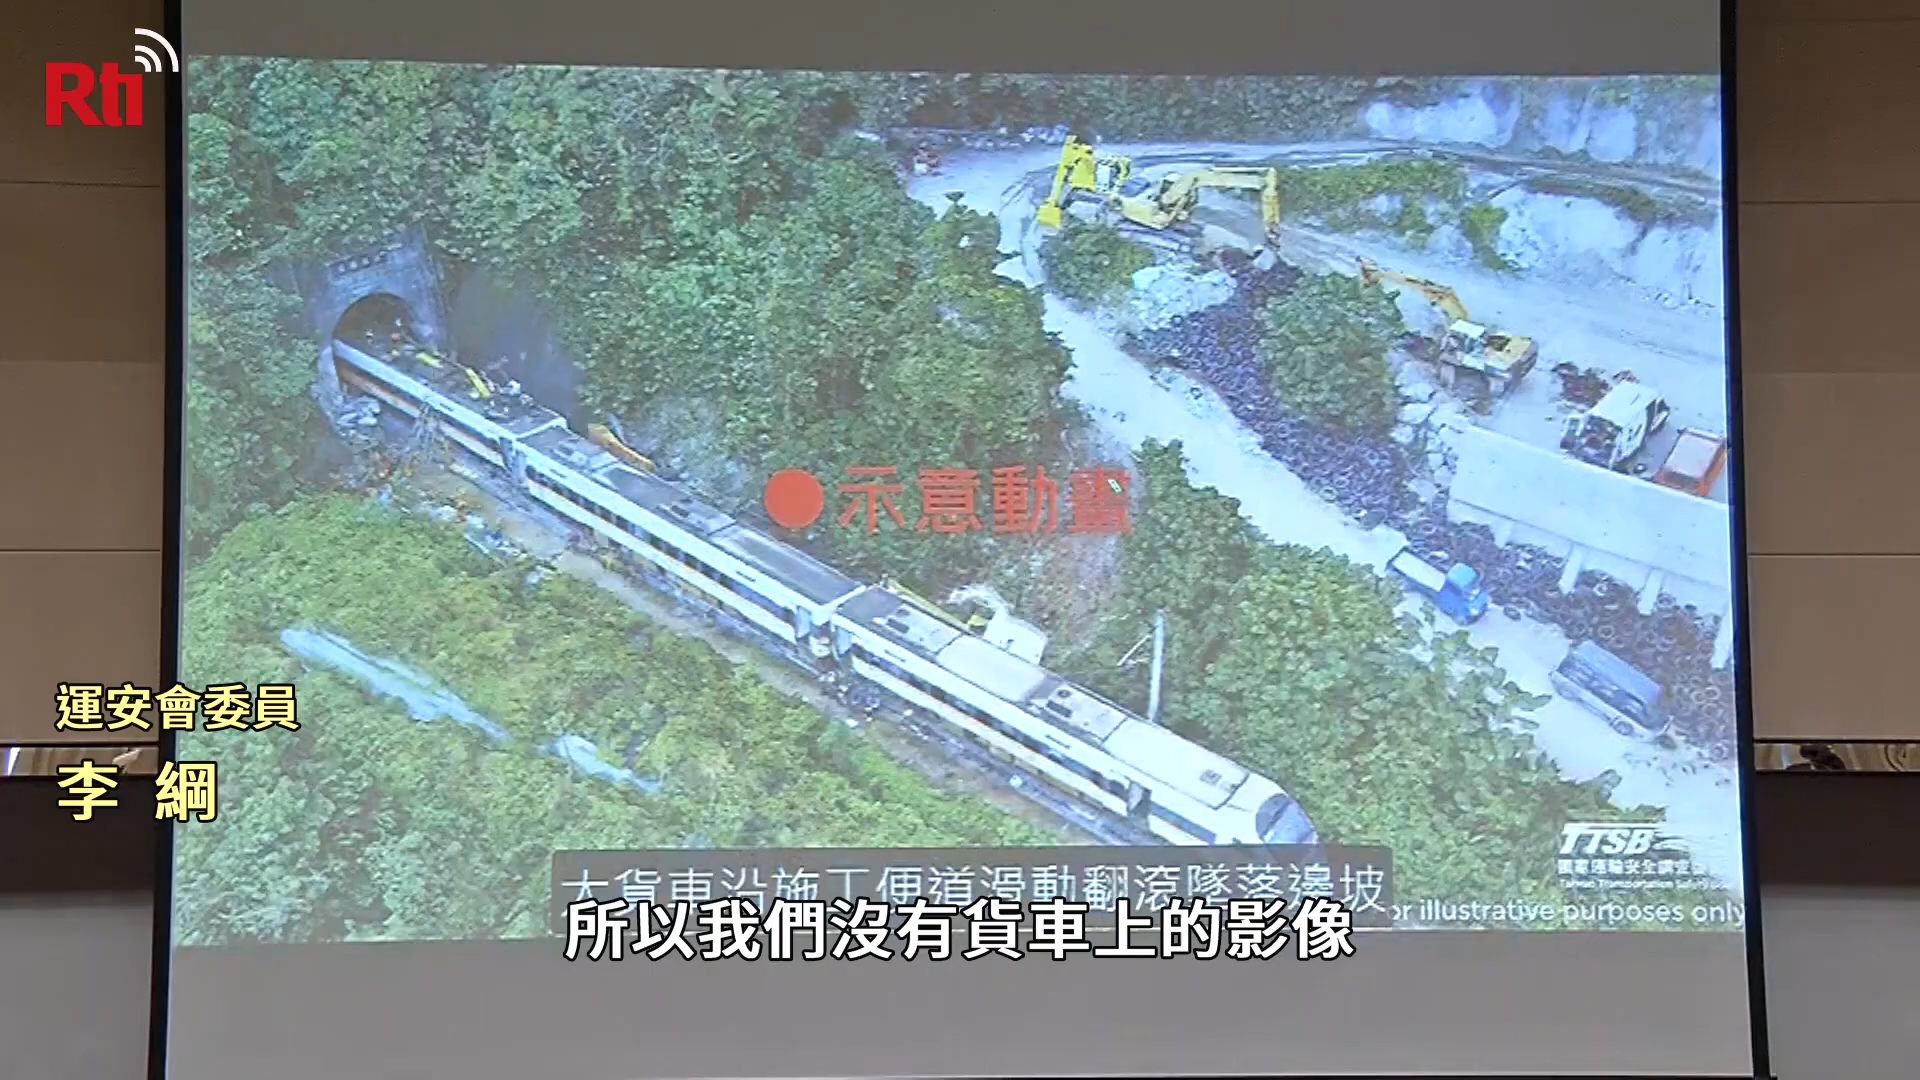 Rti
●示意動畫
運安會委員
李 綱
TTSB
大貨車沿施工便道滑動翻滾墜落邊坡
or illustrative purposes only
所以我們沒有貨車上的影像